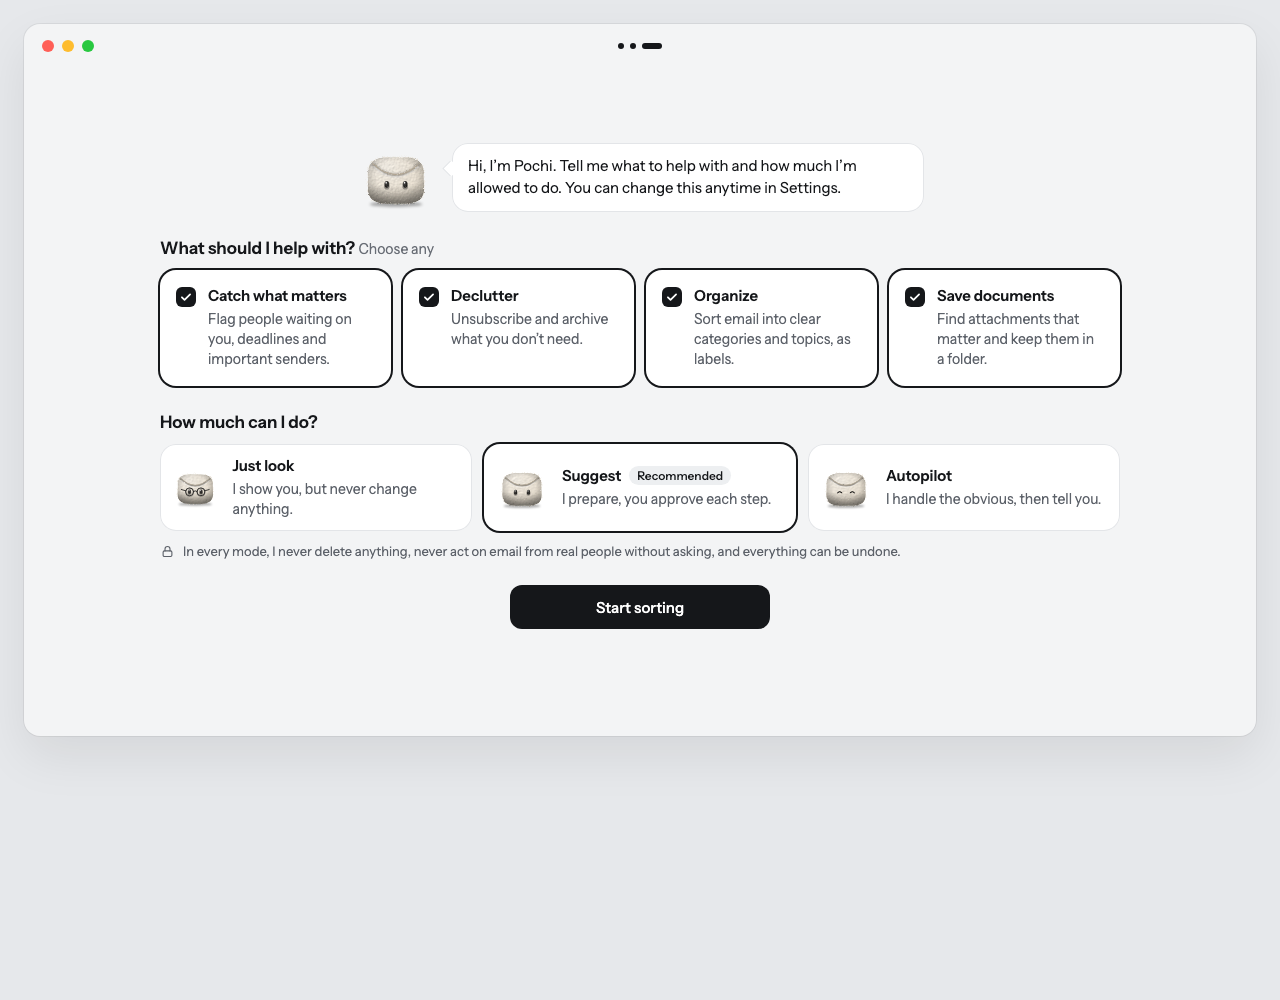 Hi, I’m Pochi. Tell me what to help with and how much I’m
allowed to do. You can change this anytime in Settings.
What should I help with? Choose any
Catch what matters
Flag people waiting on
you, deadlines and
important senders.
Declutter
Unsubscribe and archive
what you don’t need.
Organize
Sort email into clear
categories and topics, as
labels.
Save documents
Find attachments that
matter and keep them in
a folder.
How much can I do?
Just look
I show you, but never change
anything.
Suggest Recommended
I prepare, you approve each step.
Autopilot
I handle the obvious, then tell you.
In every mode, I never delete anything, never act on email from real people without asking, and everything can be undone.
Start sorting